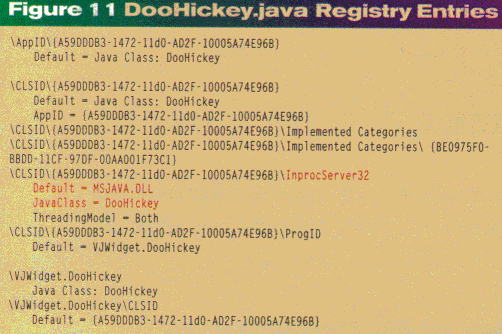 Figure 11 DooHickey.java Registry Entries
\AppID\{A59DDDB3-1472-11d0-AD2F-10005A74E96B}
Default = Java Class: DooHickey
\CLSID\{A59DDDB3-1472-11d0-AD2F-10005A74E96B}
Default = Java Class: DooHickey
AppID = {A59DDDB3-1472-11d0-AD2F-10005A74E96B}
\CLSID\{A59DDDB3-1472-11d0-AD2F-10005A74E96B}\Implemented Categories
\CLSID\{A59DDDB3-1472-11d0-AD2F-10005A74E96B}\Implemented Categories\ {BE0975F0-
BBDD-11CF-97DF-00AA001F73C1}
\CLSID\{A59DDDB3-1472-11d0-AD2F-10005A74E96B}\InprocServer32
Default = MSJAVA.DLL
JavaClass = DooHickey
ThreadingModel = Both
\CLSID\{A59DDDB3-1472-11d0-AD2F-10005A74E96B}\ProgID
Default = VJWidget.DooHickey
\VJWidget.DooHickey
Java Class: DooHickey
\VJWidget.DooHickey\CLSID
Default = {A59DDDB3-1472-11d0-AD2F-10005A74E96B}